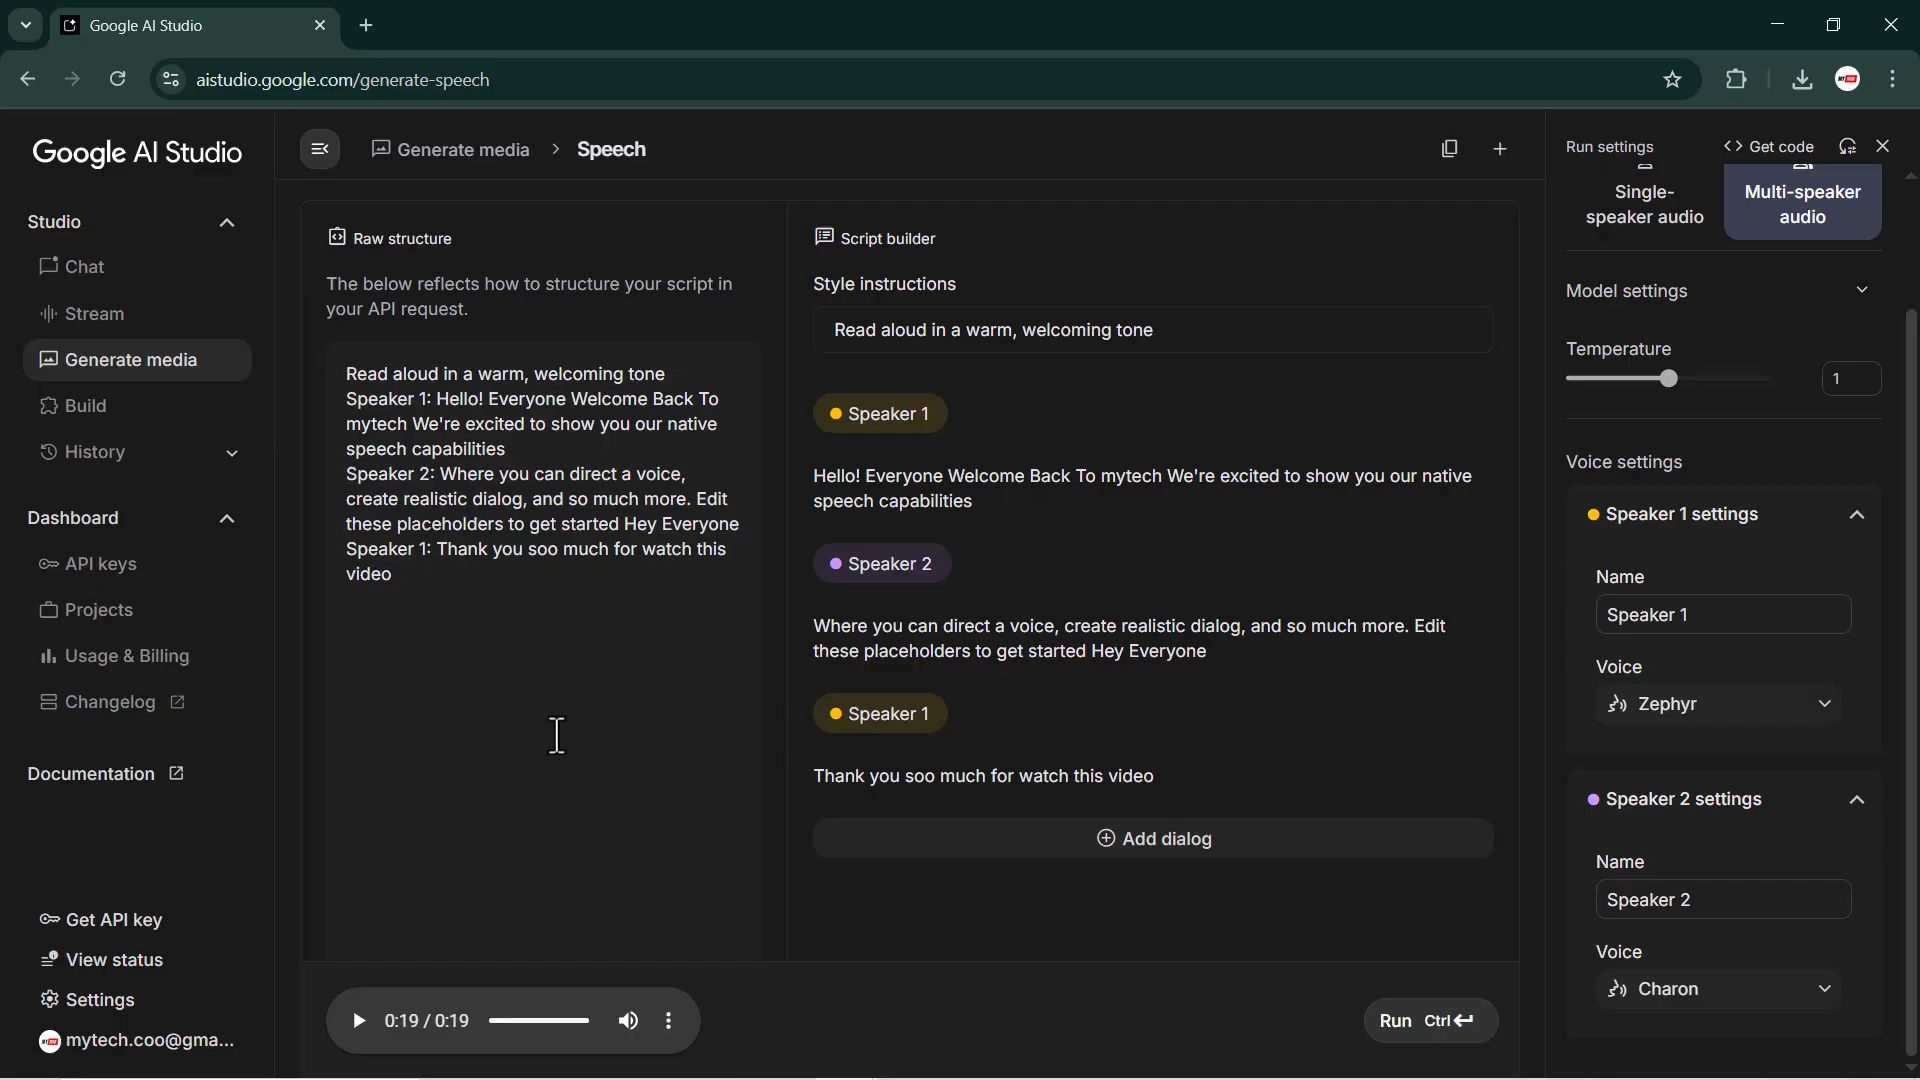 Google AI Studio
aistudio.google.com/generate-speech
Google AI Studio
Studio
Chat
Stream
Generate media
Build
History
Dashboard
API keys
Projects
Usage & Billing
Changelog
Documentation
Get API key
View status
Settings
mytech.coo@gma...
Generate media > Speech
Raw structure
The below reflects how to structure your script in
your API request.
Read aloud in a warm, welcoming tone
Speaker 1: Hello! Everyone Welcome Back To
mytech We're excited to show you our native
speech capabilities
Speaker 2: Where you can direct a voice,
create realistic dialog, and so much more. Edit
these placeholders to get started Hey Everyone
Speaker 1: Thank you soo much for watch this
video
Script builder
Style instructions
Read aloud in a warm, welcoming tone
Speaker 1
Hello! Everyone Welcome Back To mytech We're excited to show you our native
speech capabilities
Speaker 2
Where you can direct a voice, create realistic dialog, and so much more. Edit
these placeholders to get started Hey Everyone
Speaker 1
Thank you soo much for watch this video
Add dialog
0:19 / 0:19
Run Ctrl
Run settings
Get code
Single-
speaker audio
Multi-speaker
audio
Model settings
Temperature
1
Voice settings
Speaker 1 settings
Name
Speaker 1
Voice
Zephyr
Speaker 2 settings
Name
Speaker 2
Voice
Charon